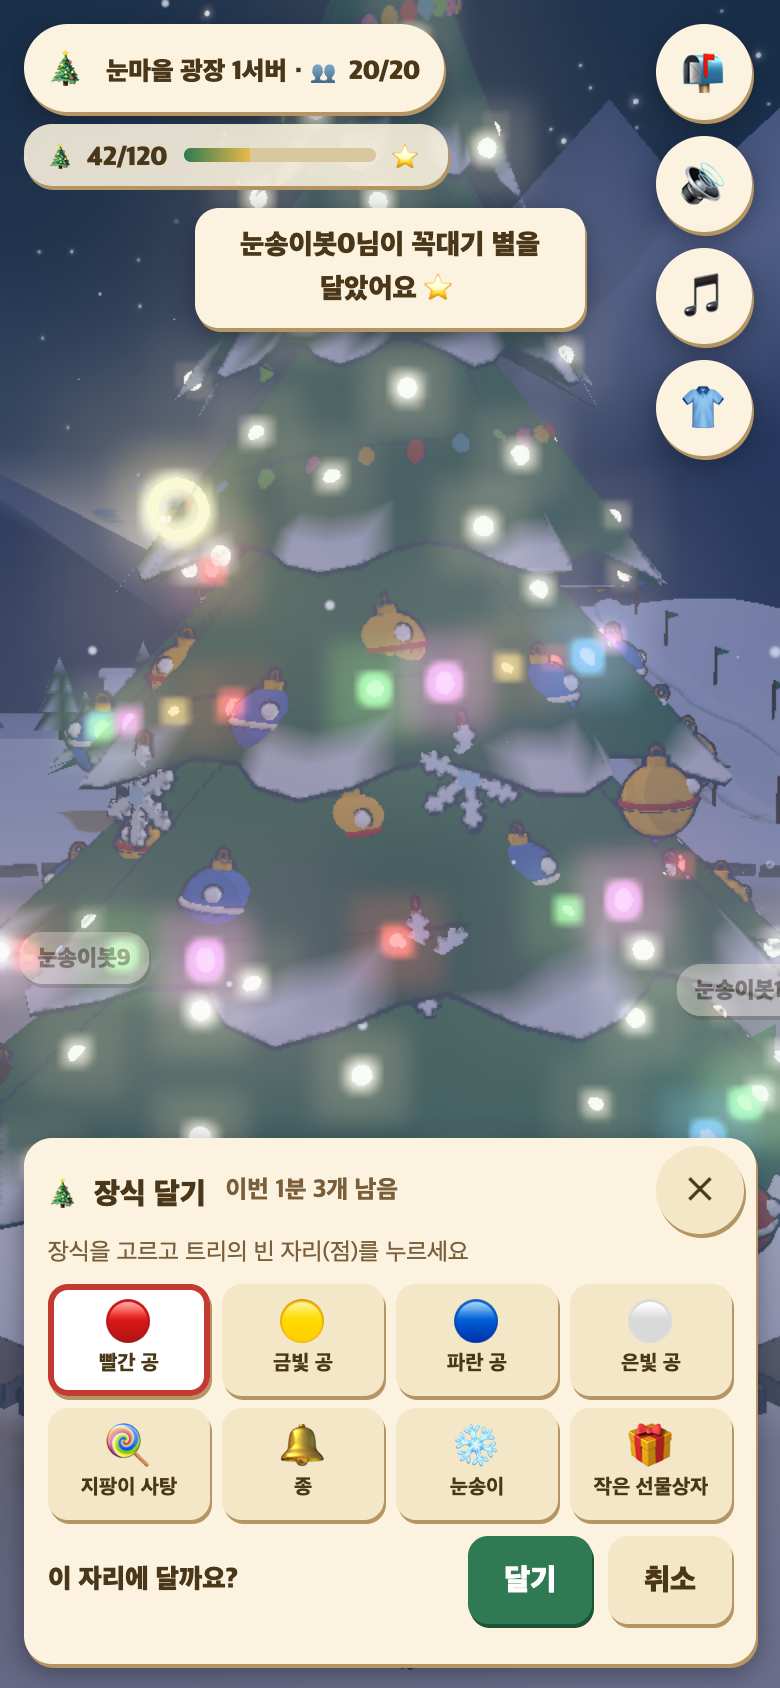 눈마을 광장 1서버 · 20/20
42/120
눈송이봇0님이 꼭대기 별을
달았어요
눈송이봇9
눈송이봇1
장식 달기 이번 1분 3개 남음
장식을 고르고 트리의 빈 자리(점)를 누르세요
빨간 공 금빛 공 파란 공 은빛 공
지팡이 사탕 종 눈송이 작은 선물상자
이 자리에 달까요? 달기 취소